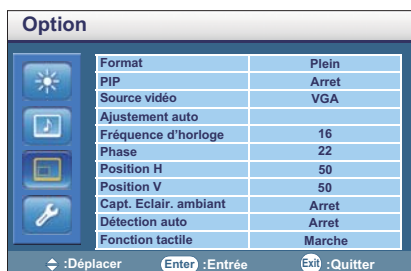 Option
Format Plein
PIP Arret
Source vidéo VGA
Ajustement auto
Fréquence d'horloge 16
Phase 22
Position H 50
Position V 50
Capt. Eclair. ambiant Arret
Détection auto Arret
Fonction tactile Marche
:Déplacer Enter :Entrée Exit :Quitter